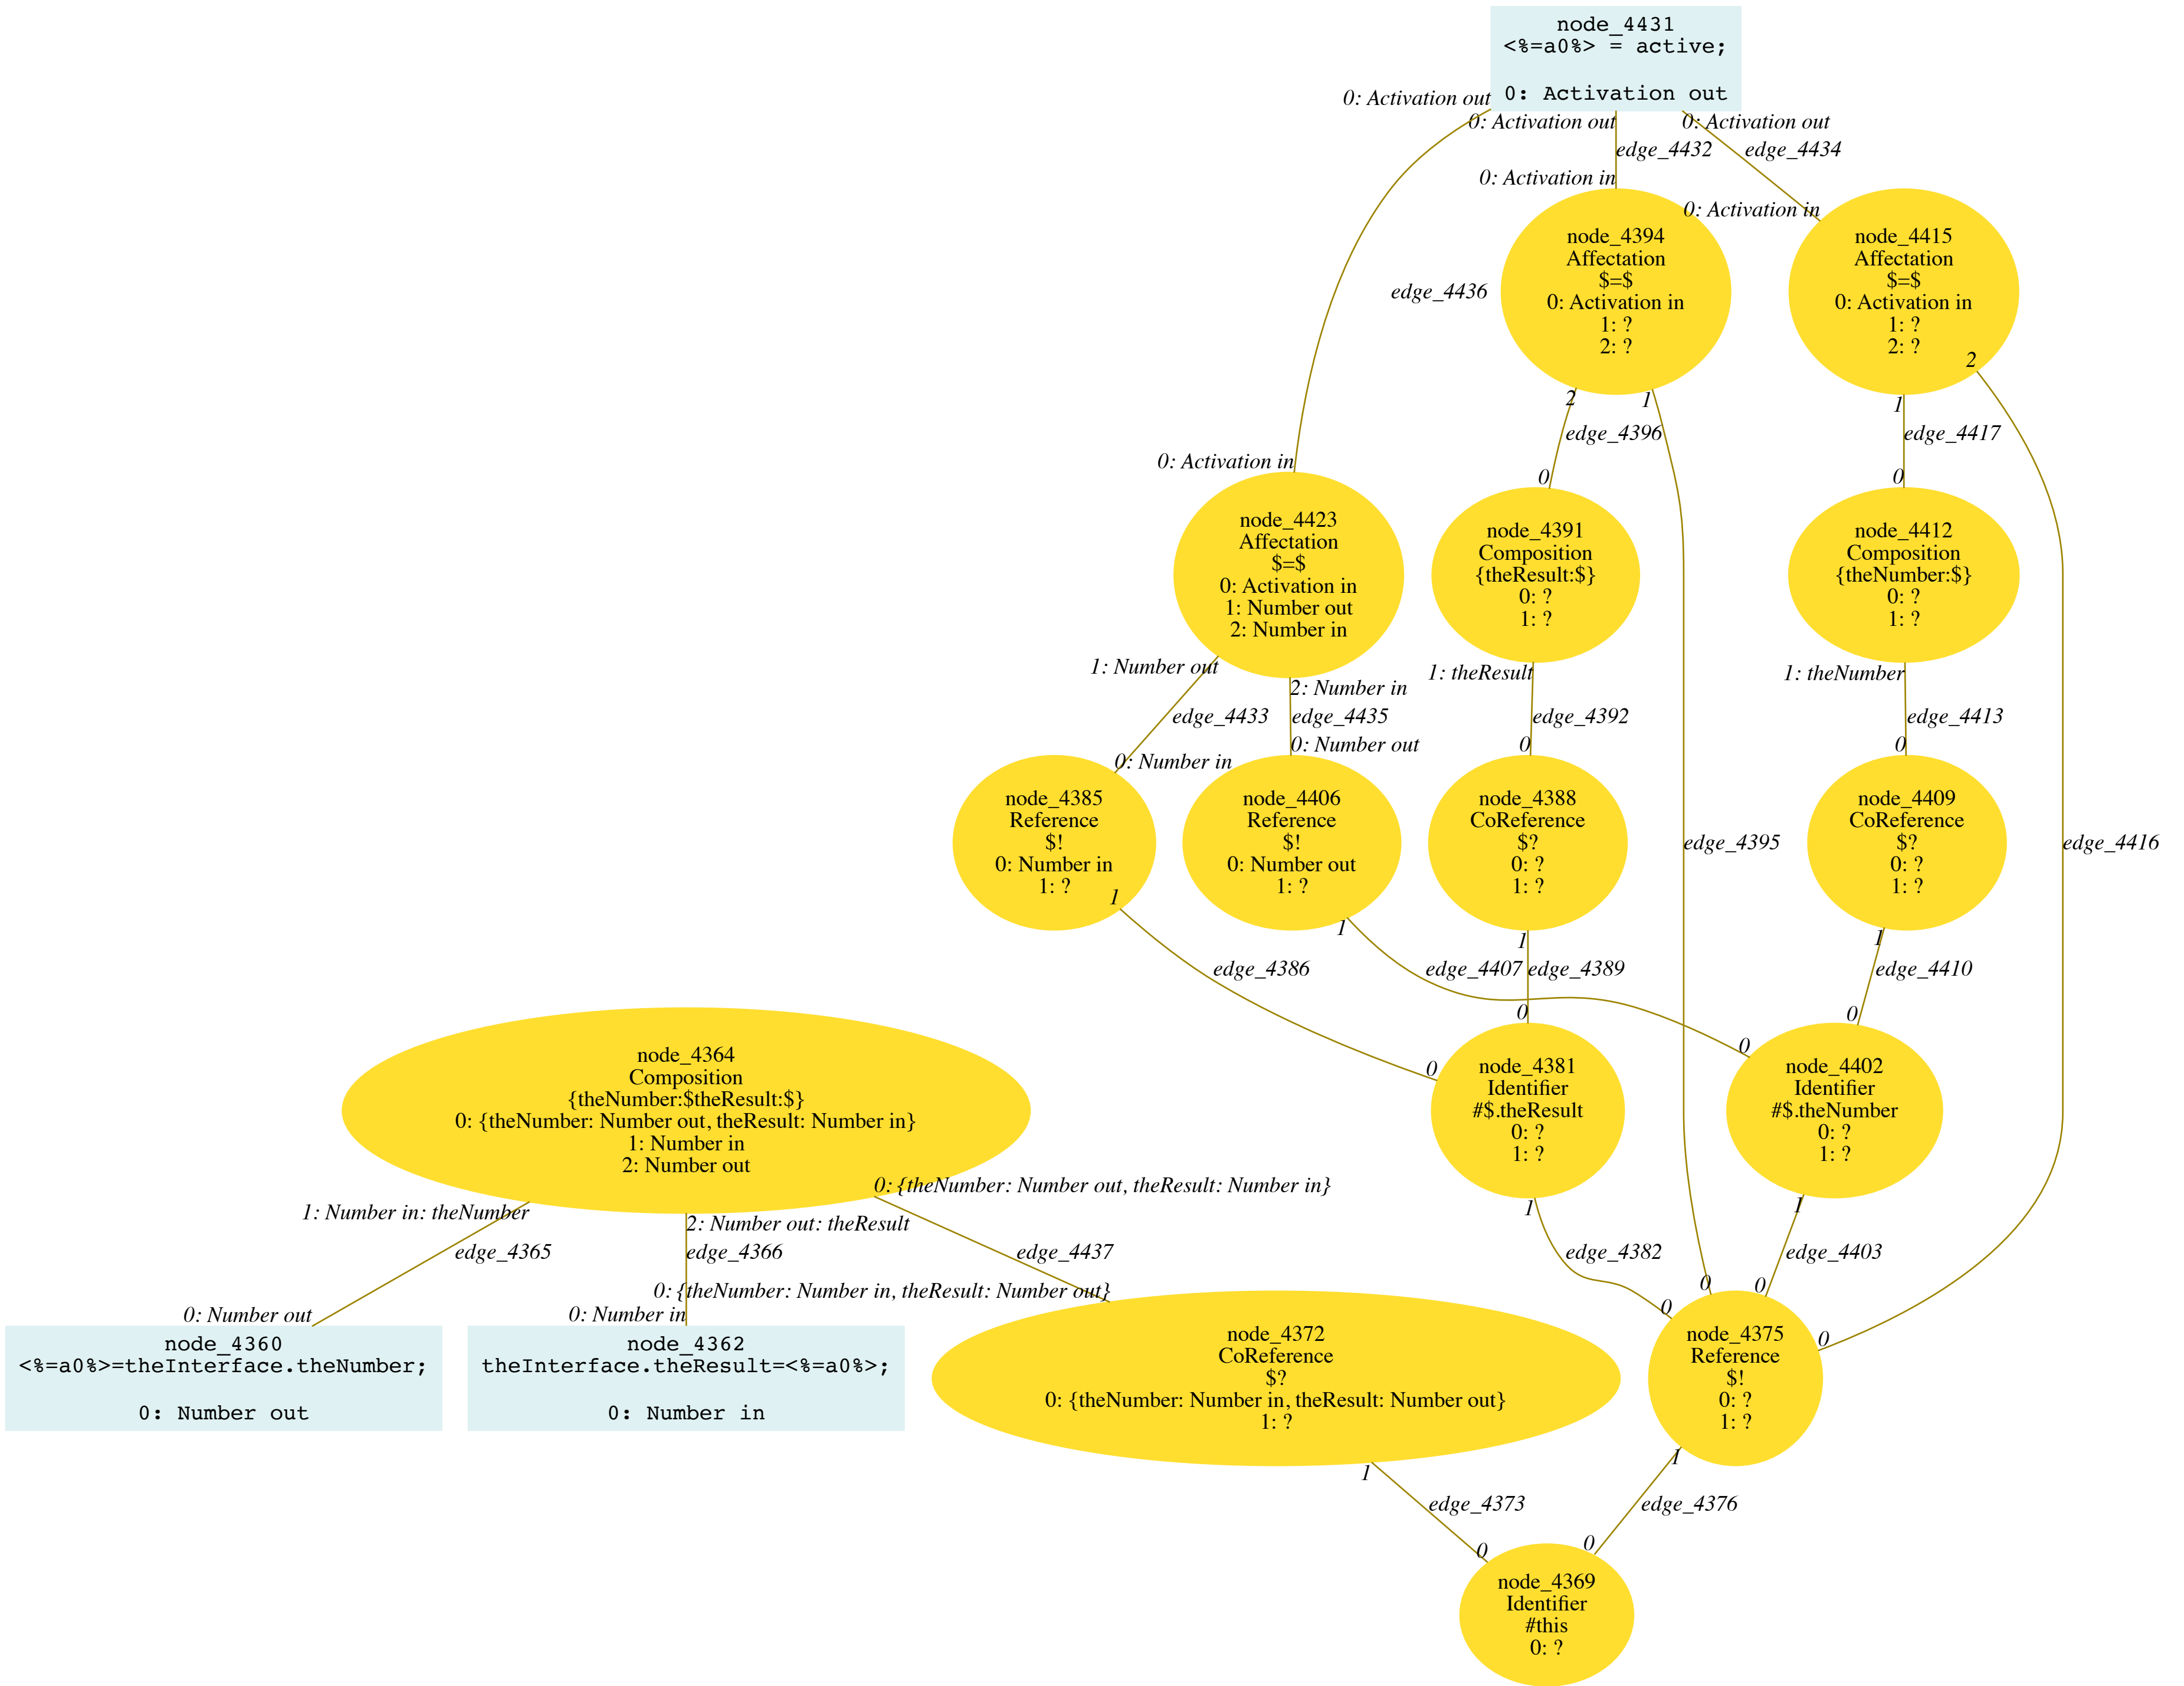 node_4431
<%=a0%> = active;
0: Activation out
0: Activation out
0: Activation out
0: Activation out
edge_4432
edge_4434
0: Activation in
0: Activation in
node_4394
Affectation
$=$
0: Activation in
1: ?
2: ?
node_4415
Affectation
$=$
0: Activation in
1: ?
2: ?
edge_4436
2
2
1
1
edge_4396
edge_4417
0: Activation in
0
0
node_4423
Affectation
$=$
0: Activation in
1: Number out
2: Number in
node_4391
Composition
{theResult:$}
0: ?
1: ?
node_4412
Composition
{theNumber:$}
0: ?
1: ?
1: Number out
2: Number in
1: theResult
1: theNumber
edge_4433
edge_4435
edge_4392
edge_4413
0: Number in
0: Number out
0
0
node_4385
Reference
$!
0: Number in
1: ?
node_4406
Reference
$!
0: Number out
1: ?
node_4388
CoReference
$?
0: ?
1: ?
edge_4395
node_4409
CoReference
$?
0: ?
1: ?
edge_4416
1
1
1
1
edge_4386
edge_4407
edge_4389
edge_4410
0
0
0
0
node_4364
Composition
{theNumber:$theResult:$}
0: {theNumber: Number out, theResult: Number in}
1: Number in
2: Number out
node_4381
Identifier
#$.theResult
0: ?
1: ?
node_4402
Identifier
#$.theNumber
0: ?
1: ?
0: {theNumber: Number out, theResult: Number in}
1: Number in: theNumber
2: Number out: theResult
1
1
edge_4365
edge_4366
edge_4437
edge_4382
edge_4403
0: {theNumber: Number in, theResult: Number out}
0: Number out
0: Number in
0
0
0
0
node_4360
<%=a0%>=theInterface.theNumber;
0: Number out
node_4362
theInterface.theResult=<%=a0%>;
0: Number in
node_4372
CoReference
$?
0: {theNumber: Number in, theResult: Number out}
1: ?
node_4375
Reference
$!
0: ?
1: ?
1
1
edge_4373
edge_4376
0
0
node_4369
Identifier
#this
0: ?